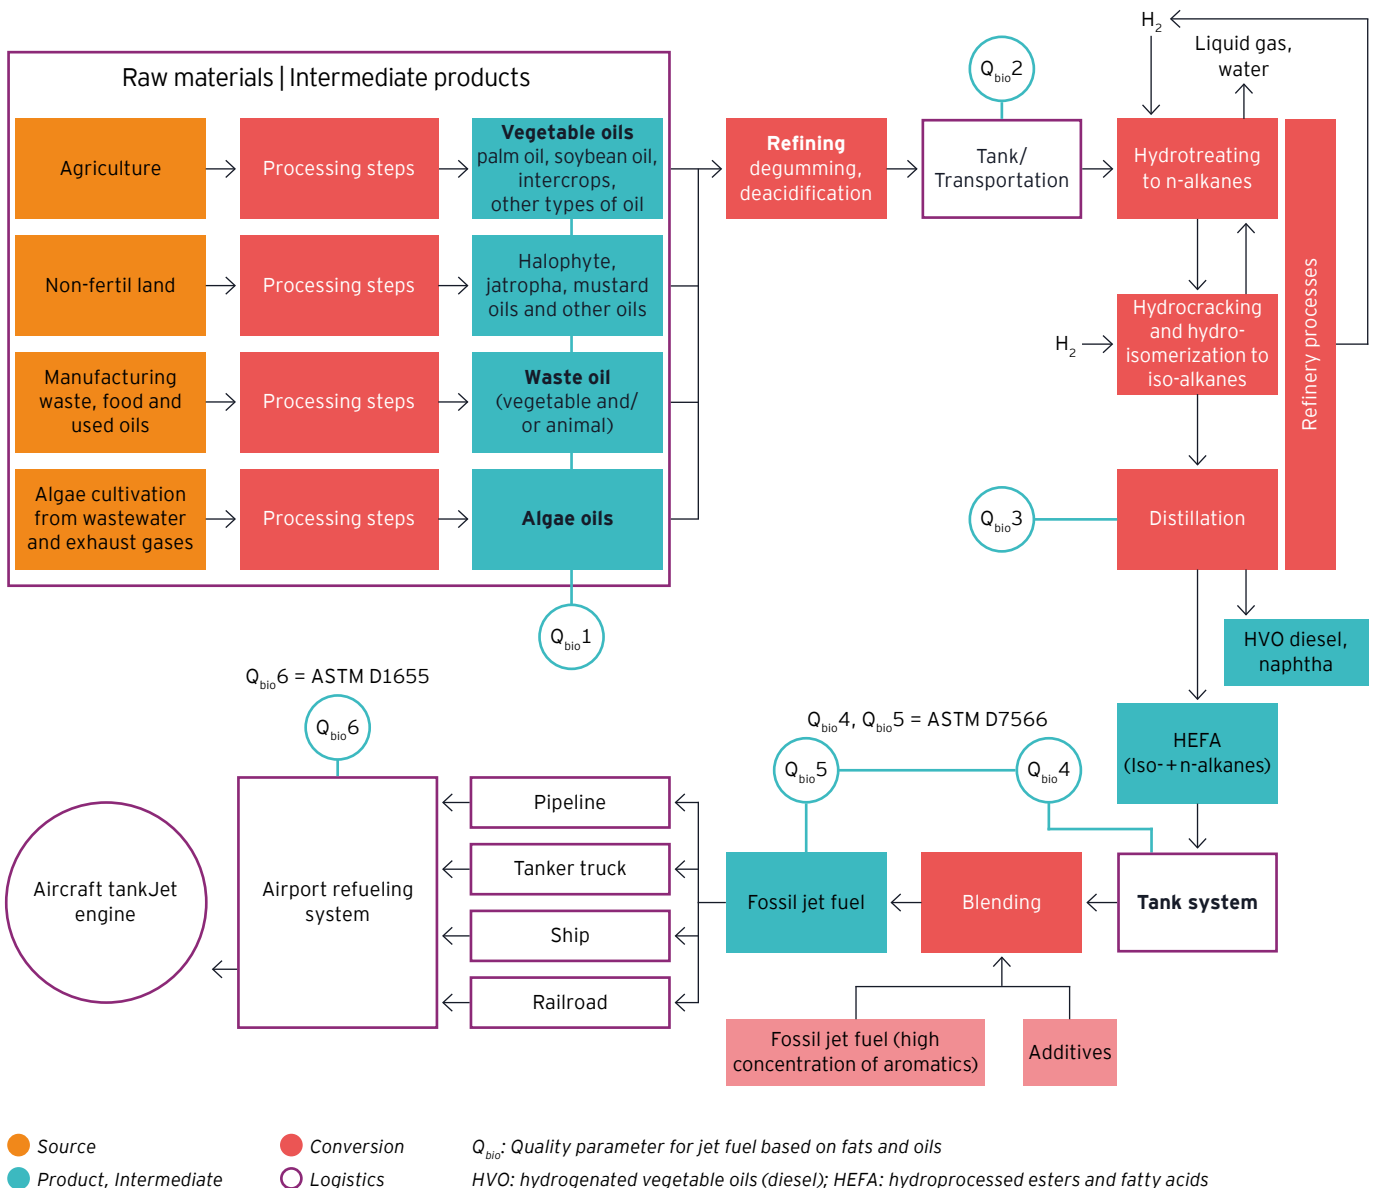 H2
Liquid gas,
water
Qbio2
Raw materials | Intermediate products
Agriculture
Processing steps
Vegetable oils
palm oil, soybean oil,
intercrops,
other types of oil
Refining
degumming,
deacidification
Tank/
Transportation
Hydrotreating
to n-alkanes
Non-fertil land
Processing steps
Halophyte,
jatropha, mustard
oils and other oils
H2
Hydrocracking
and hydro-
isomerization to
iso-alkanes
Refinery processes
Manufacturing
waste, food and
used oils
Processing steps
Waste oil
(vegetable and/
or animal)
Algae cultivation
from wastewater
and exhaust gases
Processing steps
Algae oils
Qbio3
Distillation
Qbio1
HVO diesel,
naphtha
Qbio6 = ASTM D1655
Qbio6
Qbio4, Qbio5 = ASTM D7566
Qbio5
Qbio4
HEFA
(Iso-+n-alkanes)
Aircraft tankJet
engine
Airport refueling
system
Pipeline
Tanker truck
Ship
Railroad
Fossil jet fuel
Blending
Tank system
Fossil jet fuel (high
concentration of aromatics)
Additives
Source
Conversion
Qbio: Quality parameter for jet fuel based on fats and oils
Product, Intermediate
Logistics
HVO: hydrogenated vegetable oils (diesel); HEFA: hydroprocessed esters and fatty acids